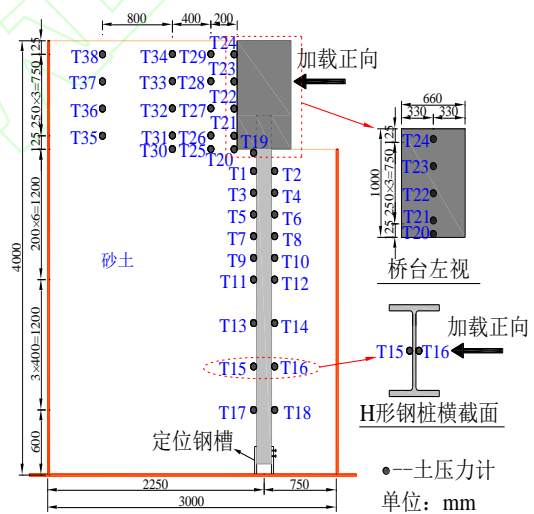 800 400 200
T38 T34 T29 T24
T37 T33 T28 T23
T36 T32 T27 T22
T35 T31 T26 T21
T30 T25 T20 T19
加载正向
T1 T2
T3 T4
T5 T6
T7 T8
T9 T10
T11 T12
T13 T14
T15 T16
T17 T18
砂土
定位钢槽
125
250×3=750
125
200×6=1200
3×400=1200
600
4000
2250 750
3000
660
330 330
125
250×3=750
125
1000
T24
T23
T22
T21
T20
桥台左视
加载正向
T15 T16
H形钢桩横截面
●--土压力计
单位：mm